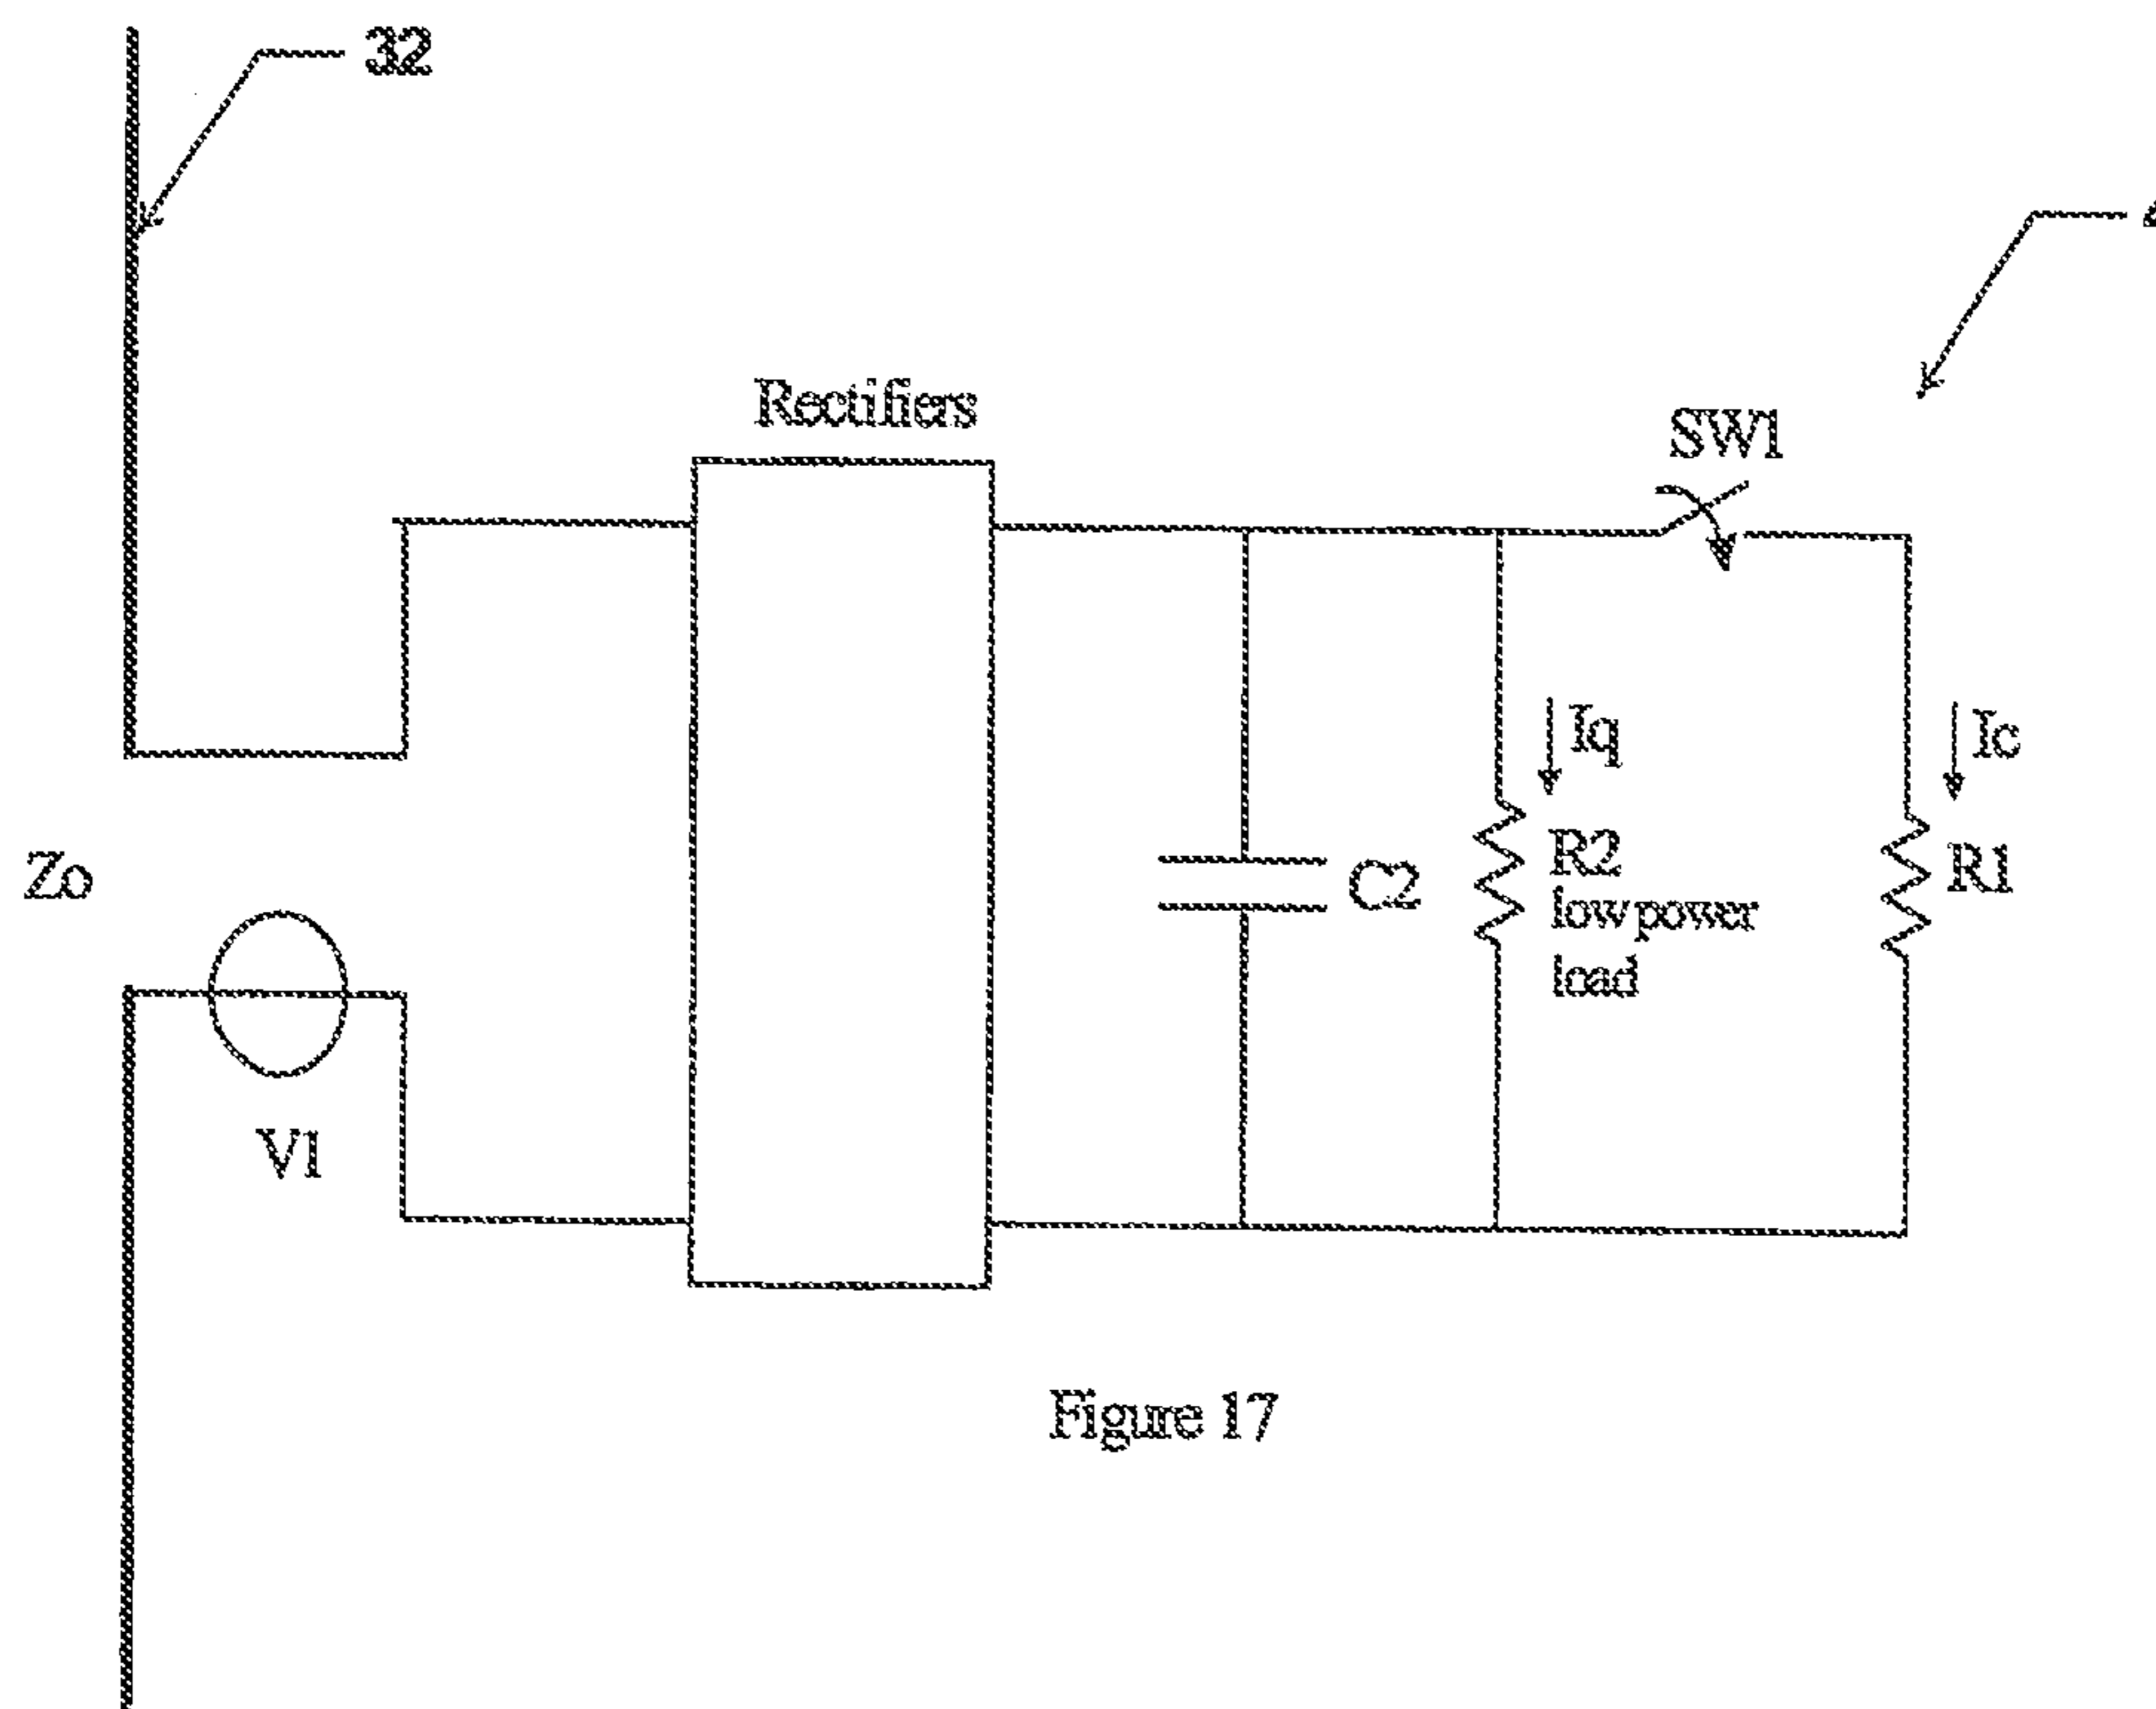 32
Rectifiers
SW1
Iq
Ic
Zo
R2
low power
load
C2
R1
V1
Figure 17